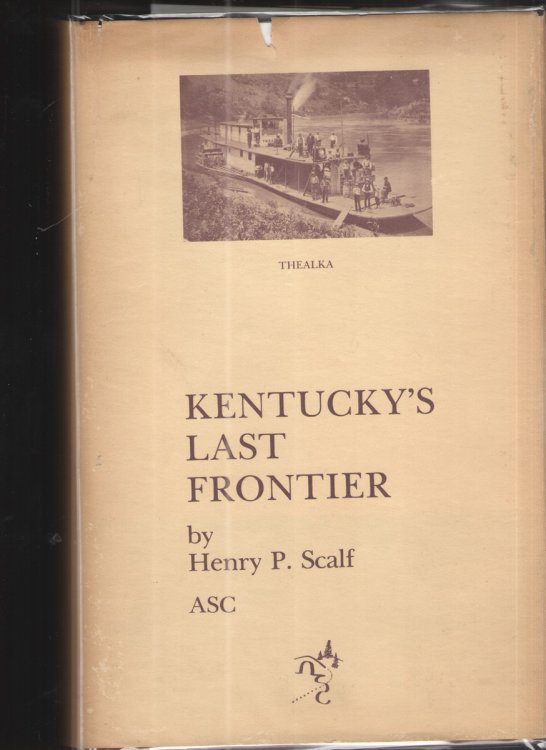 THEALKA
KENTUCKY'S
LAST
FRONTIER
by
Henry P. Scalf
ASC